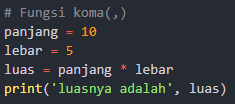 # Fungsi koma(,)
panjang = 10
lebar = 5
luas = panjang * lebar
print('luasnya adalah', luas)